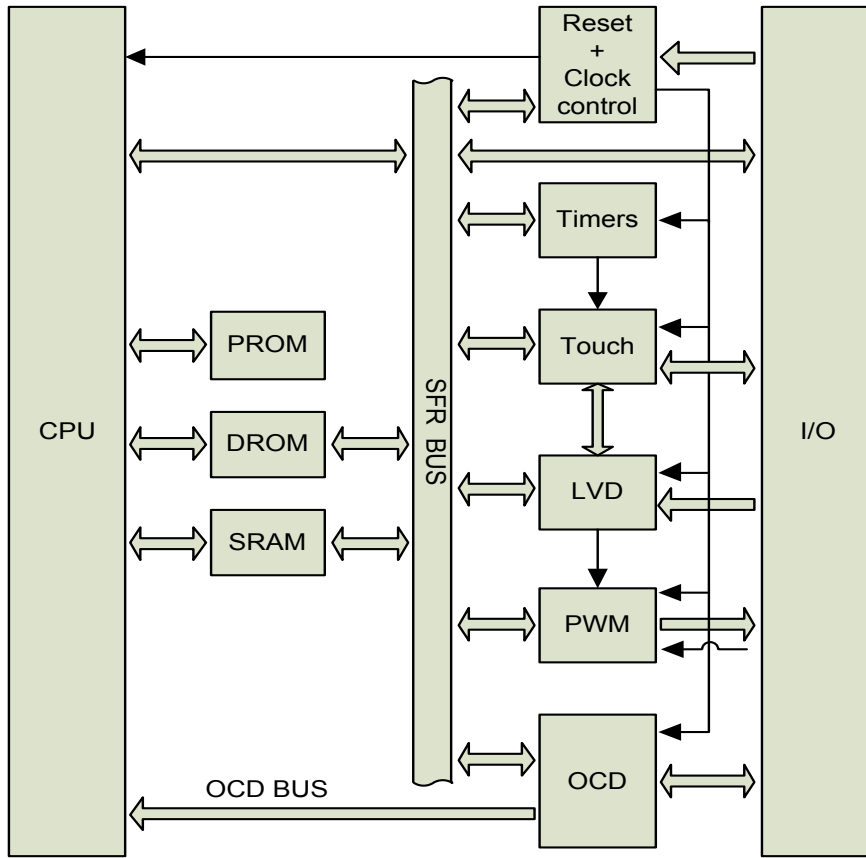 Reset
+
Clock
control
Timers
PROM
Touch
SFR BUS
CPU
DROM
I/O
LVD
SRAM
PWM
OCD
OCD BUS